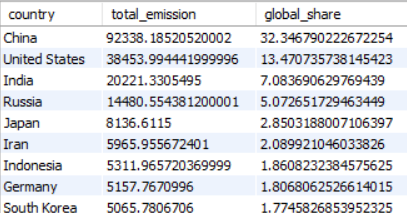 country total_emission global_share
China 92338.18520520002 32.346790222672254
United States 38453.994441999996 13.470735738145423
India 20221.3305495 7.083690629769439
Russia 14480.554381200001 5.072651729463449
Japan 8136.6115 2.8503188007106397
Iran 5965.955672401 2.089921046033826
Indonesia 5311.965720369999 1.8608232384575625
Germany 5157.7670996 1.8068062526614015
South Korea 5065.7806706 1.7745826853952325